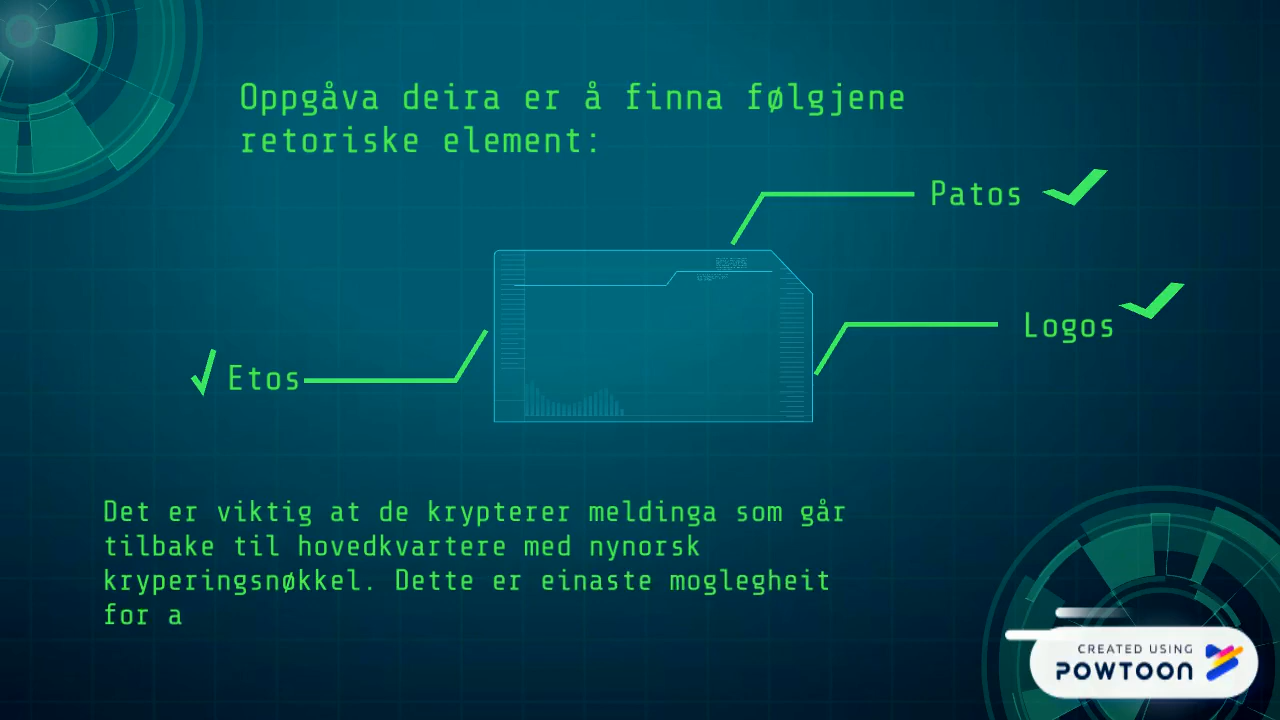 Oppgåva deira er å finna følgjene
retoriske element:
Patos
Logos
Etos
Det er viktig at de krypterer meldinga som går
tilbake til hovedkvartere med nynorsk
kryperingsnøkkel. Dette er einaste moglegheit
for a
CREATED USING
POWTOON